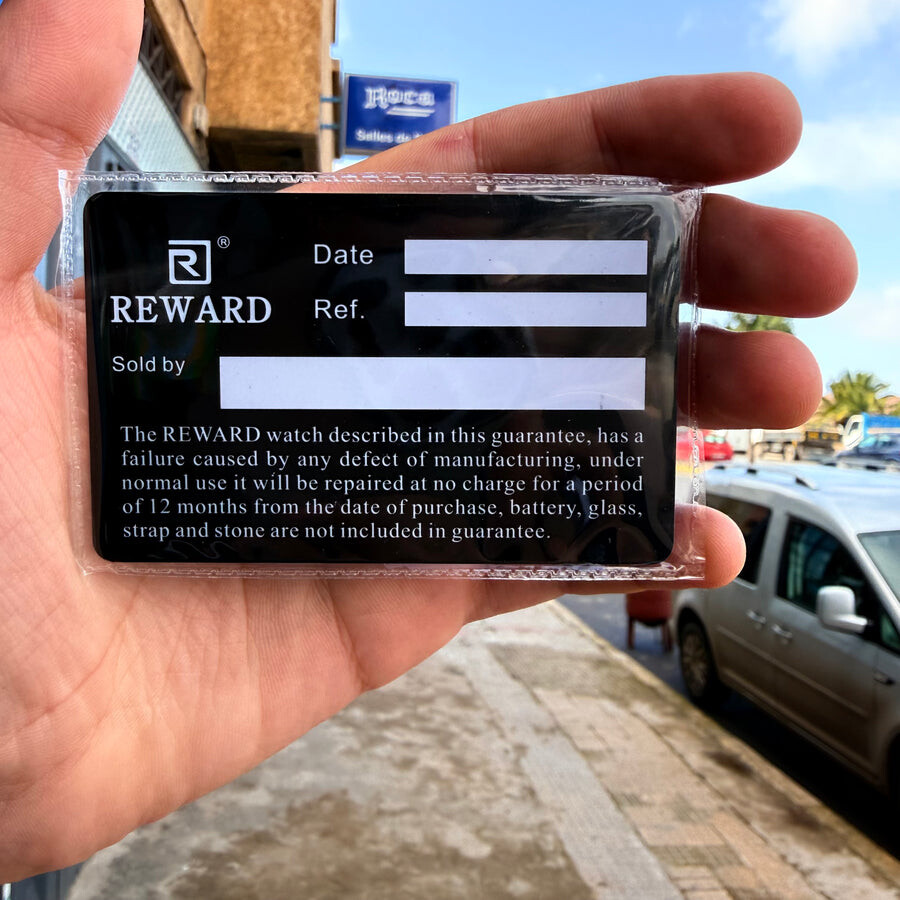 Roca
Salles de
R®
REWARD
Date
Ref.
Sold by
The REWARD watch described in this guarantee, has a
failure caused by any defect of manufacturing, under
normal use it will be repaired at no charge for a period
of 12 months from the date of purchase, battery, glass,
strap and stone are not included in guarantee.